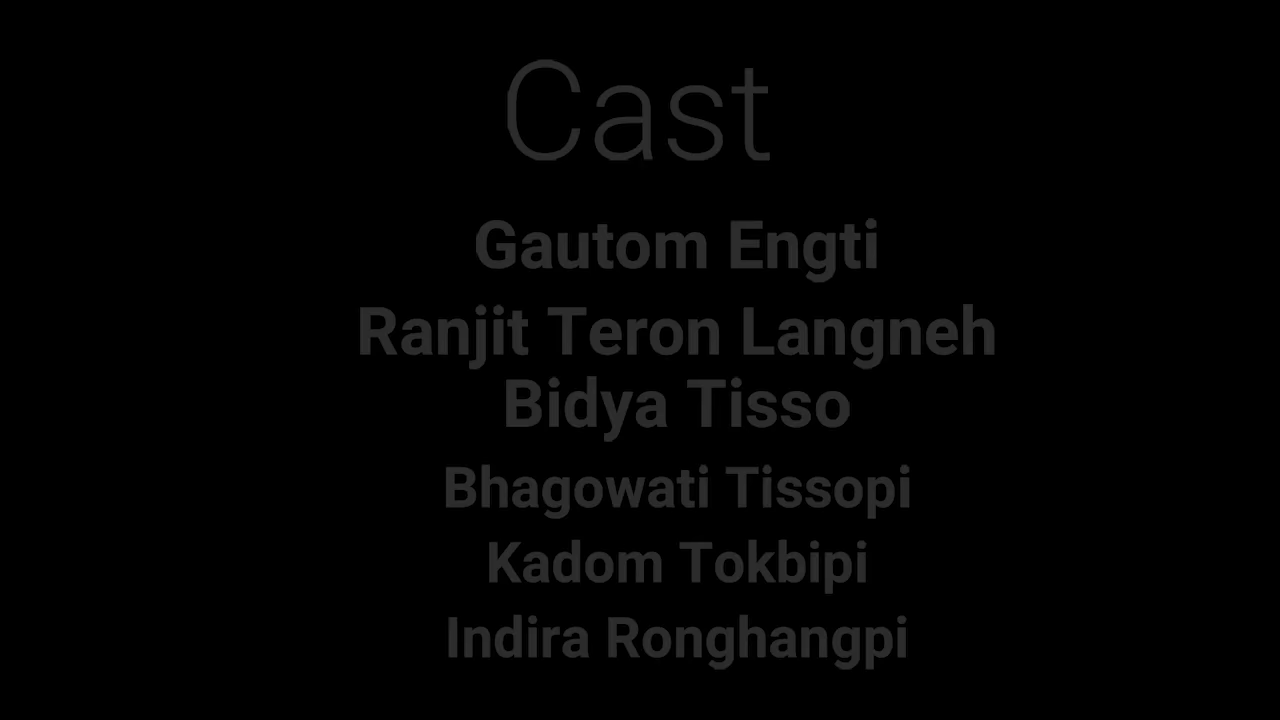 Cast
Gautom Engti
Ranjit Teron Langneh
Bidya Tisso
Bhagowati Tissopi
Kadom Tokbipi
Indira Ronghangpi